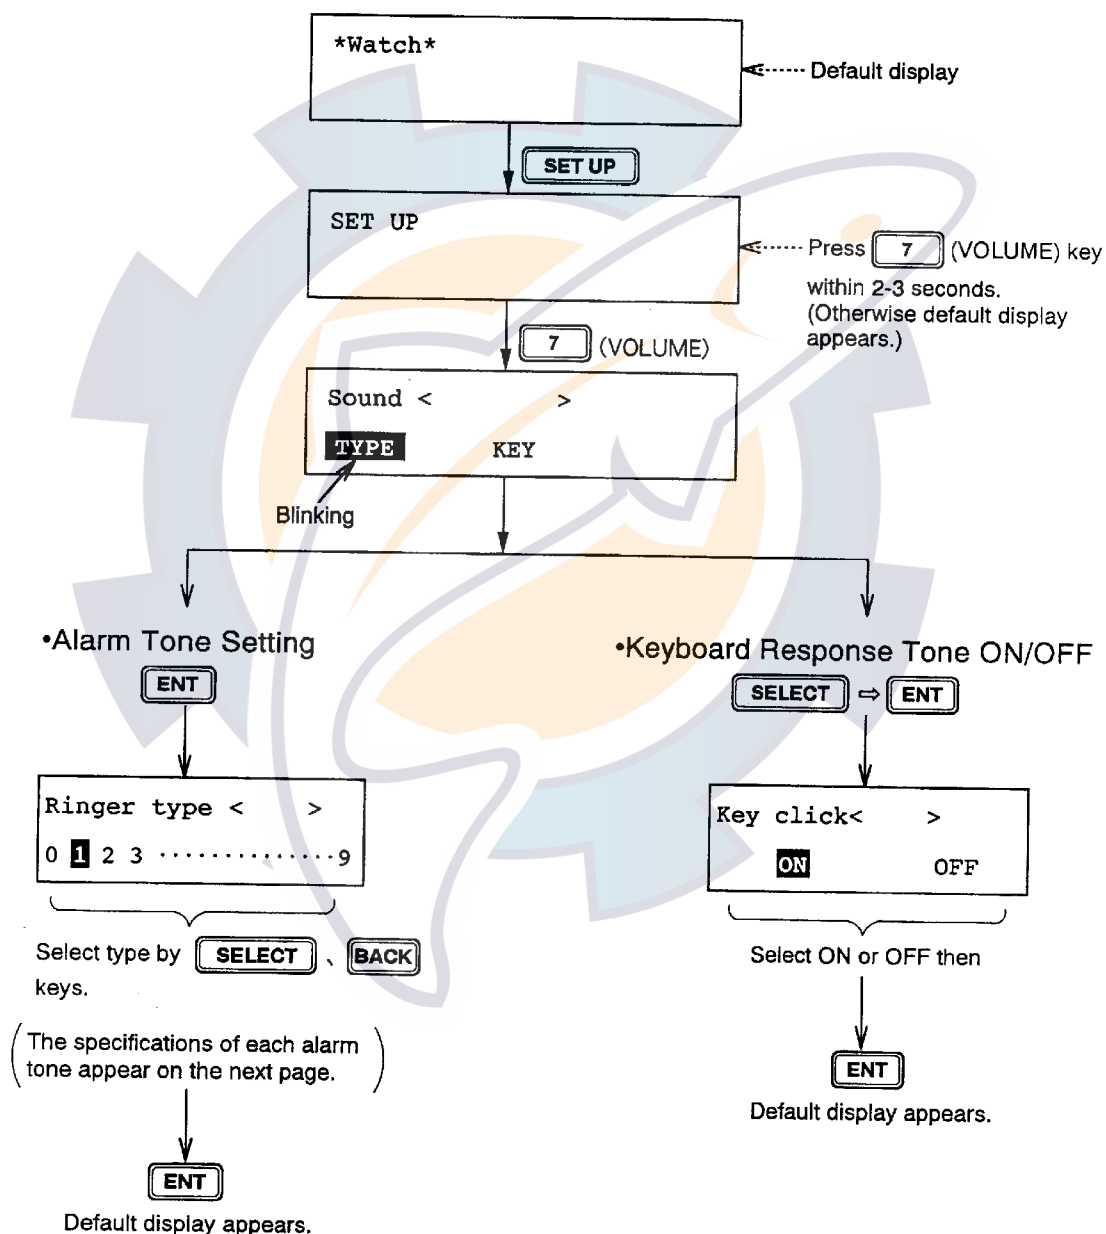 *Watch*
Default display
SET UP
SET UP
Press 7 (VOLUME) key
within 2-3 seconds.
(Otherwise default display
appears.)
7 (VOLUME)
Sound <          >
TYPE          KEY
Blinking
•Alarm Tone Setting
ENT
Ringer type <     >
0 1 2 3 ··············9
Select type by SELECT 、 BACK
keys.
(The specifications of each alarm
tone appear on the next page.)
ENT
Default display appears.
•Keyboard Response Tone ON/OFF
SELECT ⇨ ENT
Key click<     >
ON          OFF
Select ON or OFF then
ENT
Default display appears.